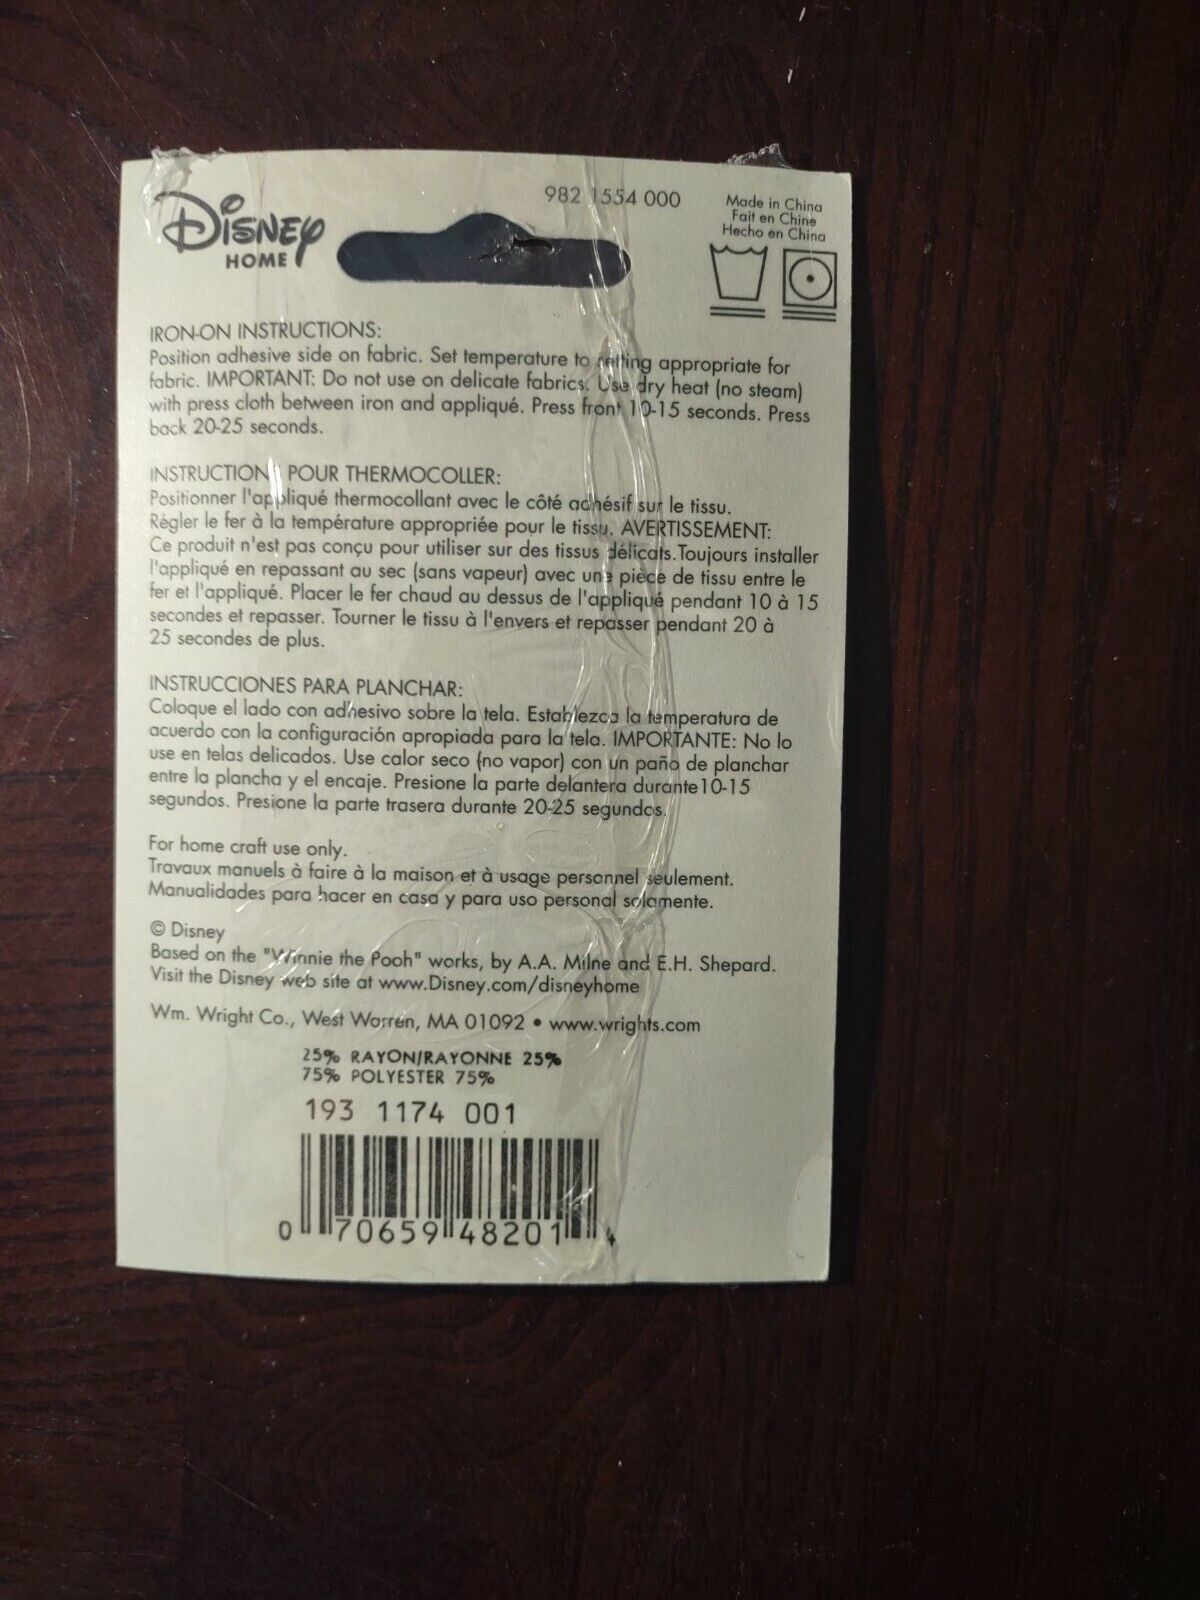 Disney
HOME
982 1554 000
Made in China
Fait en Chine
Hecho en China
IRON-ON INSTRUCTIONS:
Position adhesive side on fabric. Set temperature to setting appropriate for
fabric. IMPORTANT: Do not use on delicate fabrics. Use dry heat (no steam)
with press cloth between iron and appliqué. Press front 10-15 seconds. Press
back 20-25 seconds.
INSTRUCTIONS POUR THERMOCOLLER:
Positionner l'appliqué thermocollant avec le côté adhésif sur le tissu.
Régler le fer à la température appropriée pour le tissu. AVERTISSEMENT:
Ce produit n'est pas conçu pour utiliser sur des tissus délicats.Toujours installer
l'appliqué en repassant au sec (sans vapeur) avec une pièce de tissu entre le
fer et l'appliqué. Placer le fer chaud au dessus de l'appliqué pendant 10 à 15
secondes et repasser. Tourner le tissu à l'envers et repasser pendant 20 à
25 secondes de plus.
INSTRUCCIONES PARA PLANCHAR:
Coloque el lado con adhesivo sobre la tela. Establezca la temperatura de
acuerdo con la configuración apropiada para la tela. IMPORTANTE: No lo
use en telas delicados. Use calor seco (no vapor) con un paño de planchar
entre la plancha y el encaje. Presione la parte delantera durante10-15
segundos. Presione la parte trasera durante 20-25 segundos.
For home craft use only.
Travaux manuels à faire à la maison et à usage personnel seulement.
Manualidades para hacer en casa y para uso personal solamente.
© Disney
Based on the "Winnie the Pooh" works, by A.A. Milne and E.H. Shepard.
Visit the Disney web site at www.Disney.com/disneyhome
Wm. Wright Co., West Warren, MA 01092 • www.wrights.com
25% RAYON/RAYONNE 25%
75% POLYESTER 75%
193 1174 001
0 70659 48201 4